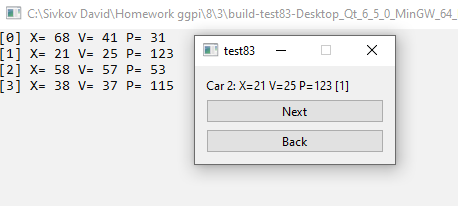 C:\Sivkov David\Homework ggpi\8\3\build-test83-Desktop_Qt_6_5_0_MinGW_64_
[0] X= 68 V= 41 P= 31
[1] X= 21 V= 25 P= 123
[2] X= 58 V= 57 P= 53
[3] X= 38 V= 37 P= 115
test83
Car 2: X=21 V=25 P=123 [1]
Next
Back